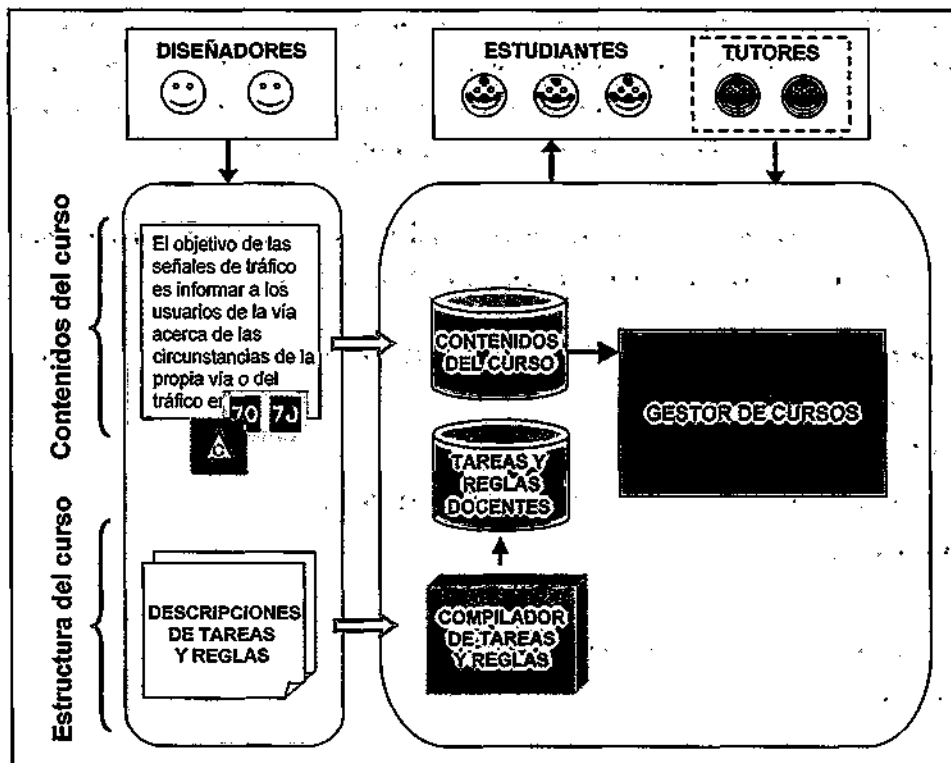 DISEÑADORES
ESTUDIANTES
TUTORES
Contenidos del curso
El objetivo de las
señales de tráfico
es informar a los
usuarios de la vía
acerca de las
circunstancias de la
propia vía o del
tráfico
70
CONTENIDOS
DEL CURSO
GESTOR DE CURSOS
TAREAS Y
REGLAS
DOCENTES
Estructura del curso
DESCRIPCIONES
DE TAREAS
Y REGLAS
COMPILADOR
DE TAREAS
Y REGLAS